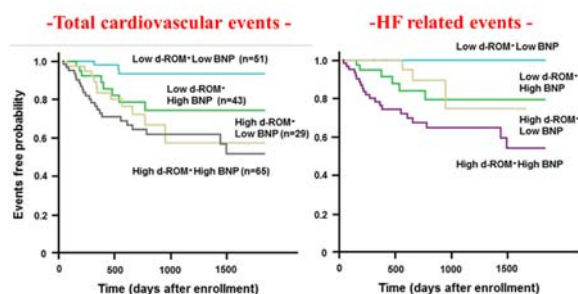 -Total cardiovascular events -
-HF related events -
Low d-ROM+Low BNP (n=51)
Low d-ROM+
High BNP (n=43)
High d-ROM+
Low BNP (n=29)
High d-ROM+High BNP (n=65)
Events free probability
1.0
0.8
0.6
0.4
0.2
0
0
500
1000
1500
Time (days after enrollment)
Low d-ROM+Low BNP
Low d-ROM+
High BNP
High d-ROM+
Low BNP
High d-ROM+High BNP
1.0
0.8
0.6
0.4
0.2
0
0
500
1000
1500
Time (days after enrollment)